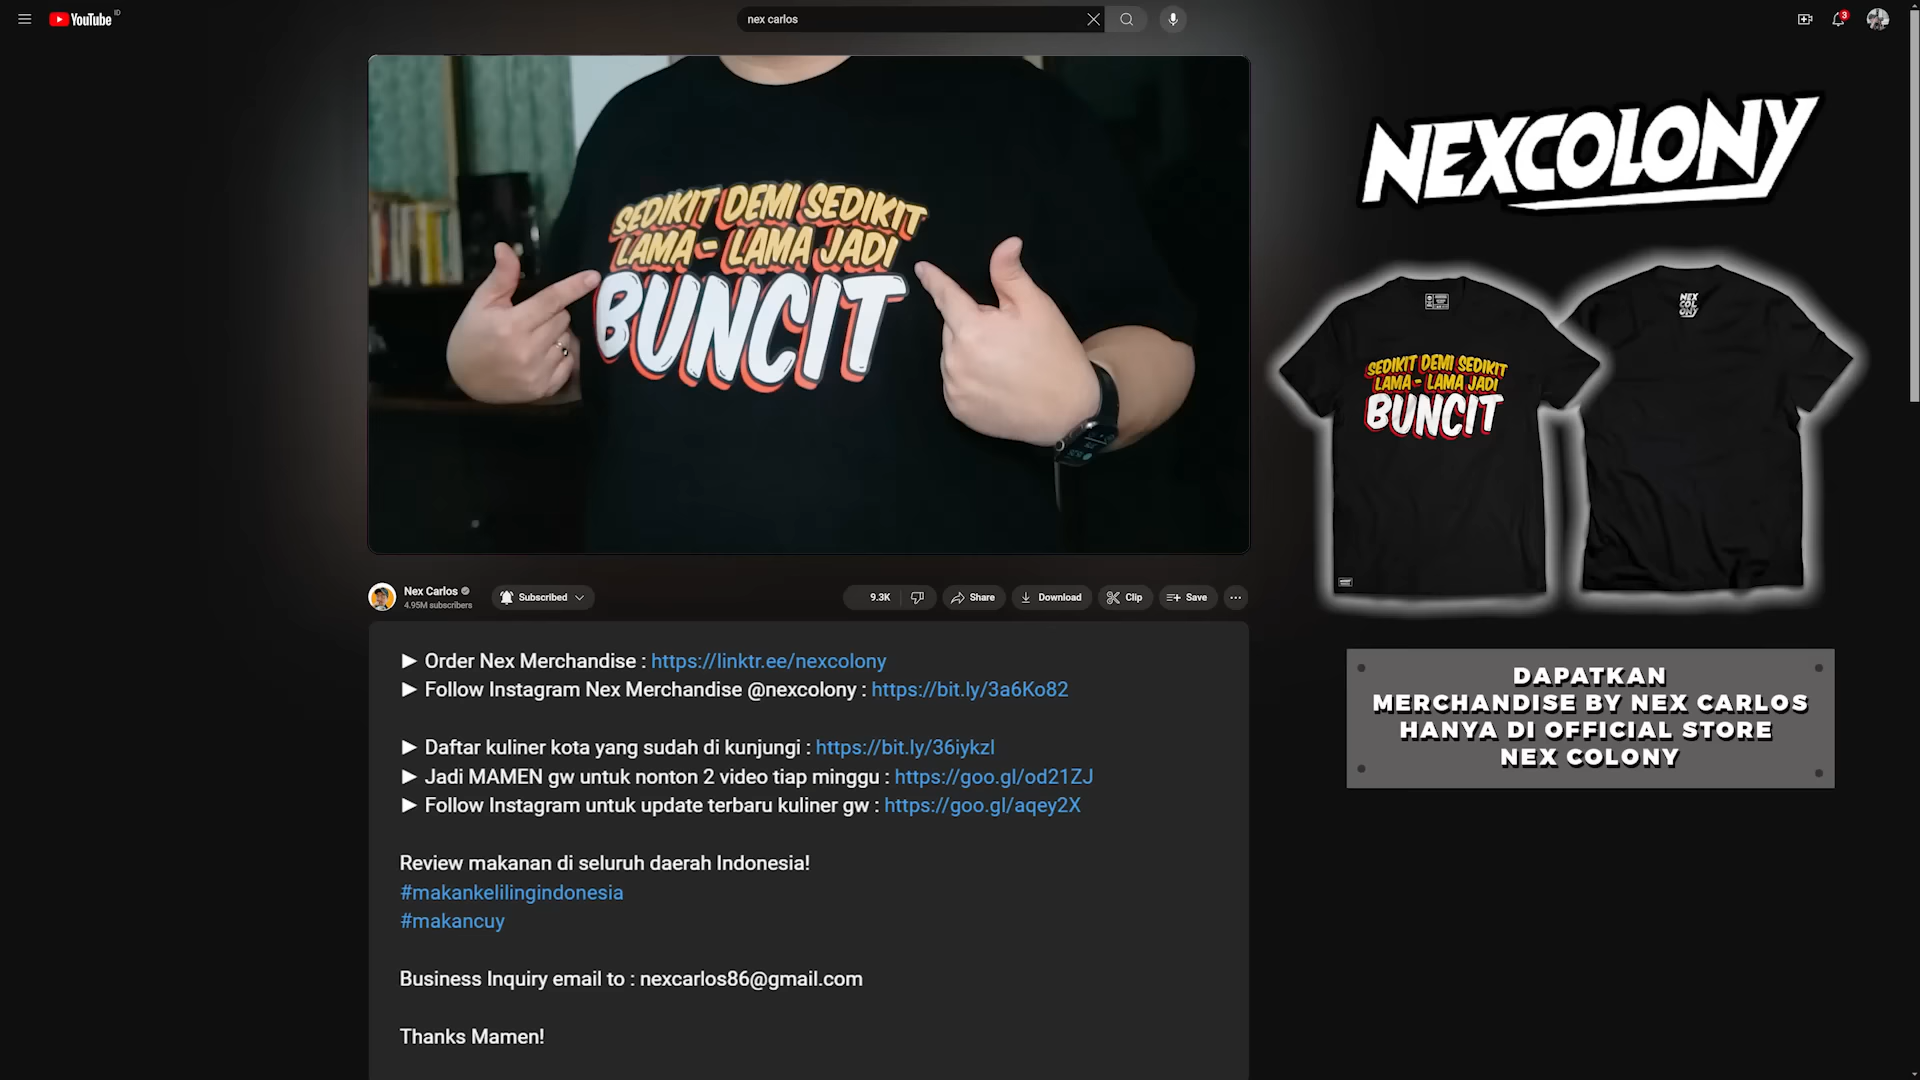 YouTube ID
nex carlos
3
SEDIKIT DEMI SEDIKIT
LAMA - LAMA JADI
BUNCIT
NEXCOLONY
SEDIKIT DEMI SEDIKIT
LAMA - LAMA JADI
BUNCIT
NEX
COL
ONY
Nex Carlos
4.95M subscribers
Subscribed
9.3K
Share
Download
Clip
Save
► Order Nex Merchandise : https://linktr.ee/nexcolony
► Follow Instagram Nex Merchandise @nexcolony : https://bit.ly/3a6Ko82
► Daftar kuliner kota yang sudah di kunjungi : https://bit.ly/36iykzl
► Jadi MAMEN gw untuk nonton 2 video tiap minggu : https://goo.gl/od21ZJ
► Follow Instagram untuk update terbaru kuliner gw : https://goo.gl/aqey2X
Review makanan di seluruh daerah Indonesia!
#makankelilingindonesia
#makancuy
Business Inquiry email to : nexcarlos86@gmail.com
Thanks Mamen!
DAPATKAN
MERCHANDISE BY NEX CARLOS
HANYA DI OFFICIAL STORE
NEX COLONY